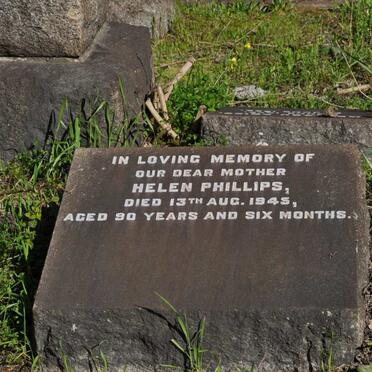 IN LOVING MEMORY OF
OUR DEAR MOTHER
HELEN PHILLIPS,
DIED 13TH AUG. 1945,
AGED 90 YEARS AND SIX MONTHS.